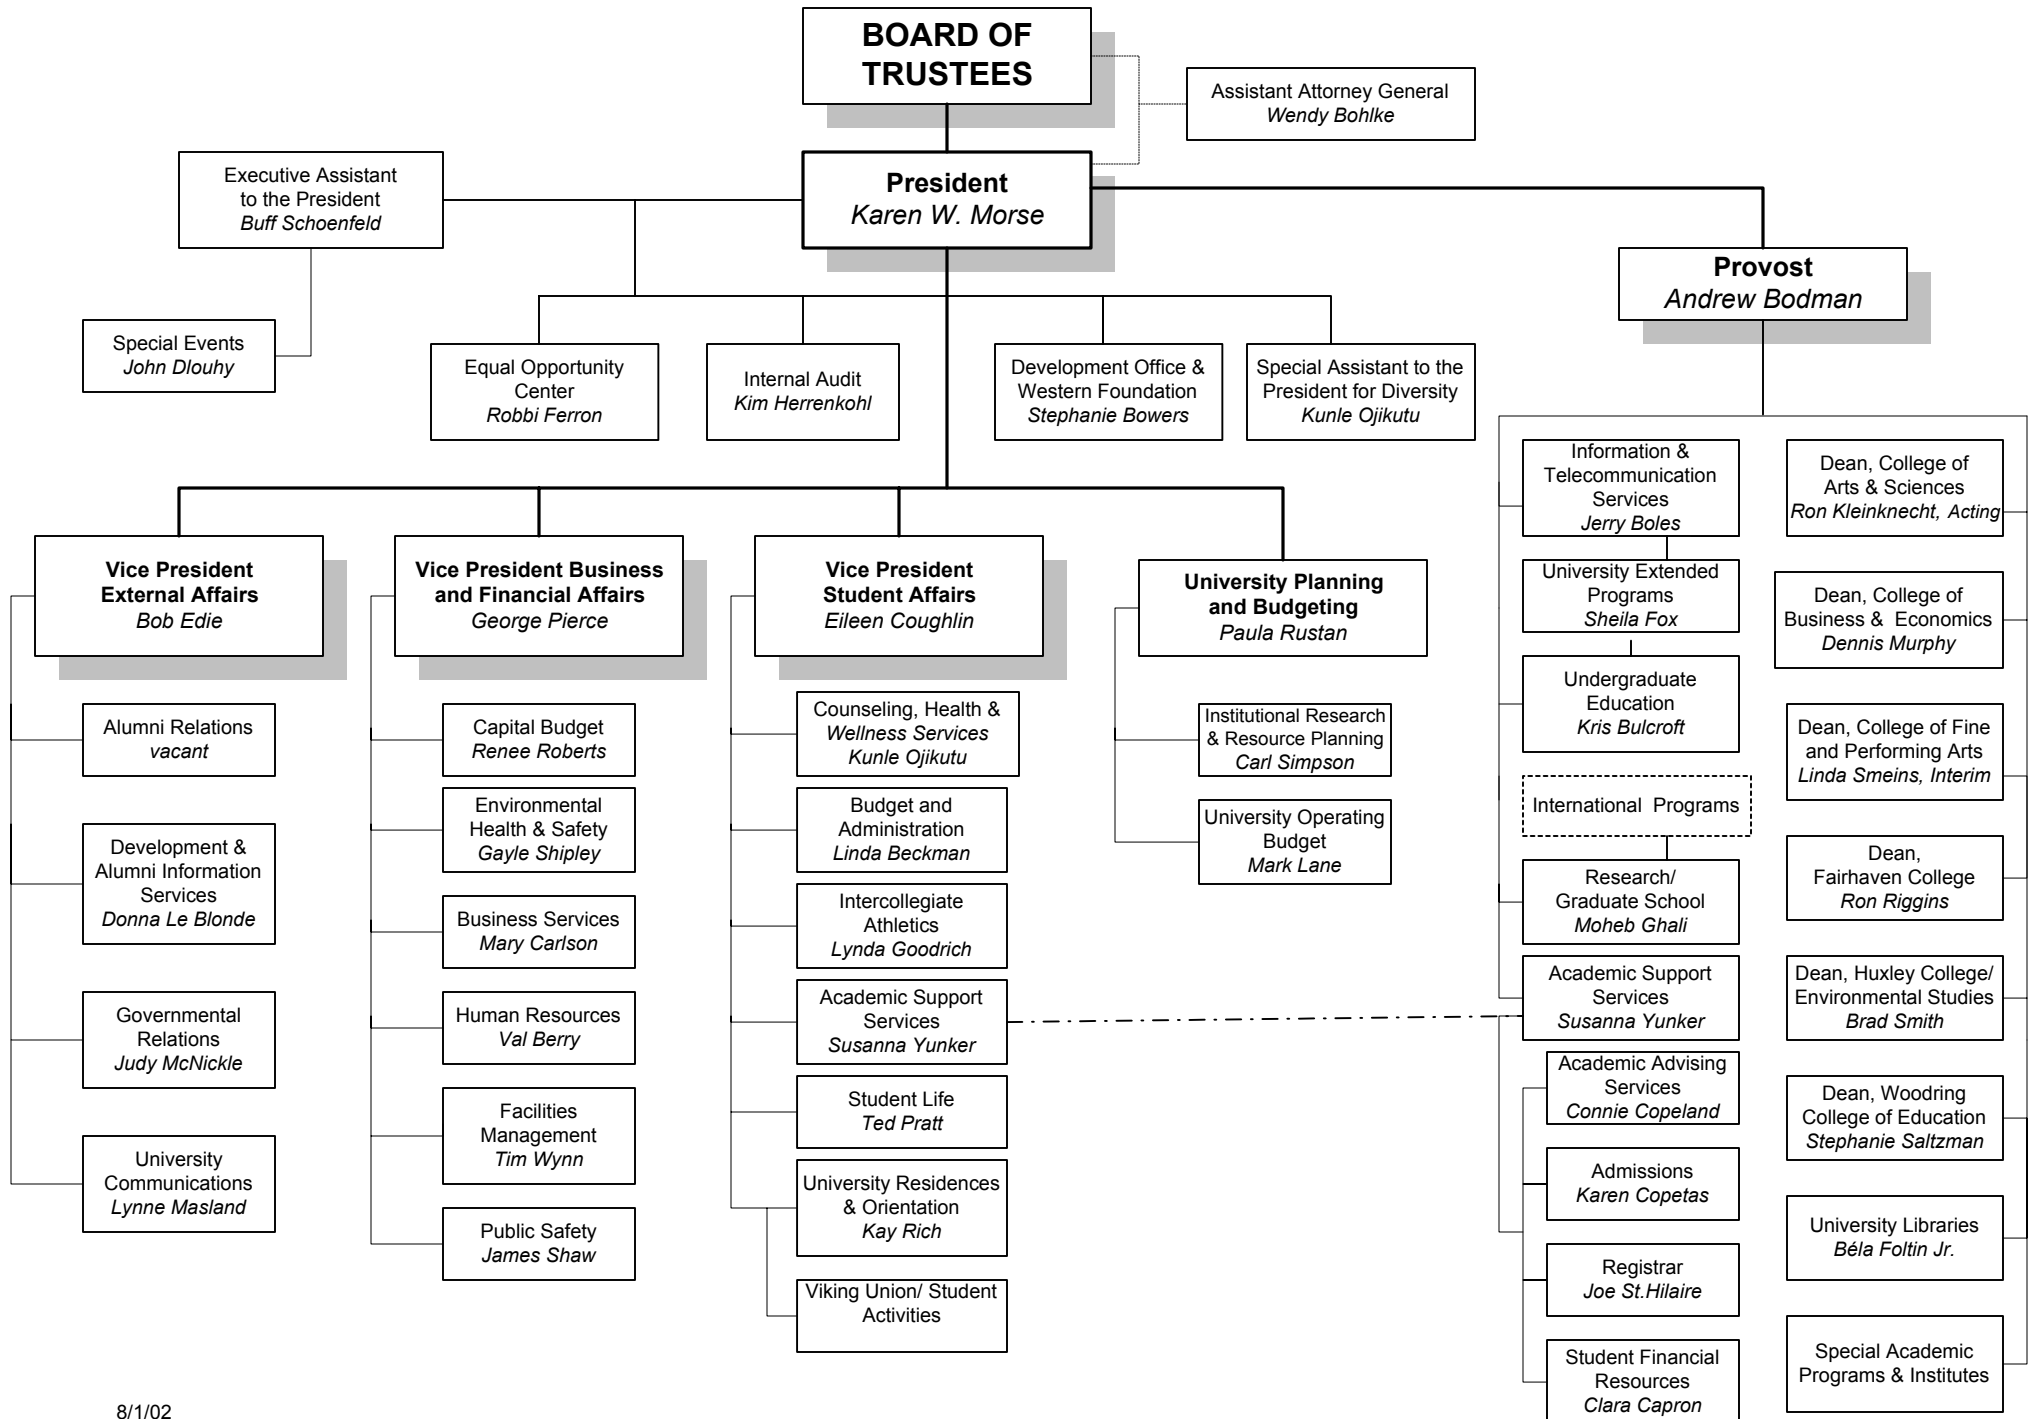 BOARD OF
TRUSTEES
Assistant Attorney General
Wendy Bohlke
President
Karen W. Morse
Executive Assistant
to the President
Buff Schoenfeld
Provost
Andrew Bodman
Special Events
John Dlouhy
Equal Opportunity
Center
Robbi Ferron
Internal Audit
Kim Herrenkohl
Development Office &
Western Foundation
Stephanie Bowers
Special Assistant to the
President for Diversity
Kunle Ojikutu
Vice President
External Affairs
Bob Edie
Alumni Relations
vacant
Development &
Alumni Information
Services
Donna Le Blonde
Governmental
Relations
Judy McNickle
University
Communications
Lynne Masland
Vice President Business
and Financial Affairs
George Pierce
Capital Budget
Renee Roberts
Environmental
Health & Safety
Gayle Shipley
Business Services
Mary Carlson
Human Resources
Val Berry
Facilities
Management
Tim Wynn
Public Safety
James Shaw
Vice President
Student Affairs
Eileen Coughlin
Counseling, Health &
Wellness Services
Kunle Ojikutu
Budget and
Administration
Linda Beckman
Intercollegiate
Athletics
Lynda Goodrich
Academic Support
Services
Susanna Yunker
Student Life
Ted Pratt
University Residences
& Orientation
Kay Rich
Viking Union/ Student
Activities
University Planning
and Budgeting
Paula Rustan
Institutional Research
& Resource Planning
Carl Simpson
University Operating
Budget
Mark Lane
Information &
Telecommunication
Services
Jerry Boles
University Extended
Programs
Sheila Fox
Undergraduate
Education
Kris Bulcroft
International Programs
Research/
Graduate School
Moheb Ghali
Academic Support
Services
Susanna Yunker
Academic Advising
Services
Connie Copeland
Admissions
Karen Copetas
Registrar
Joe St.Hilaire
Student Financial
Resources
Clara Capron
Dean, College of
Arts & Sciences
Ron Kleinknecht, Acting
Dean, College of
Business & Economics
Dennis Murphy
Dean, College of Fine
and Performing Arts
Linda Smeins, Interim
Dean,
Fairhaven College
Ron Riggins
Dean, Huxley College/
Environmental Studies
Brad Smith
Dean, Woodring
College of Education
Stephanie Saltzman
University Libraries
Béla Foltin Jr.
Special Academic
Programs & Institutes
8/1/02